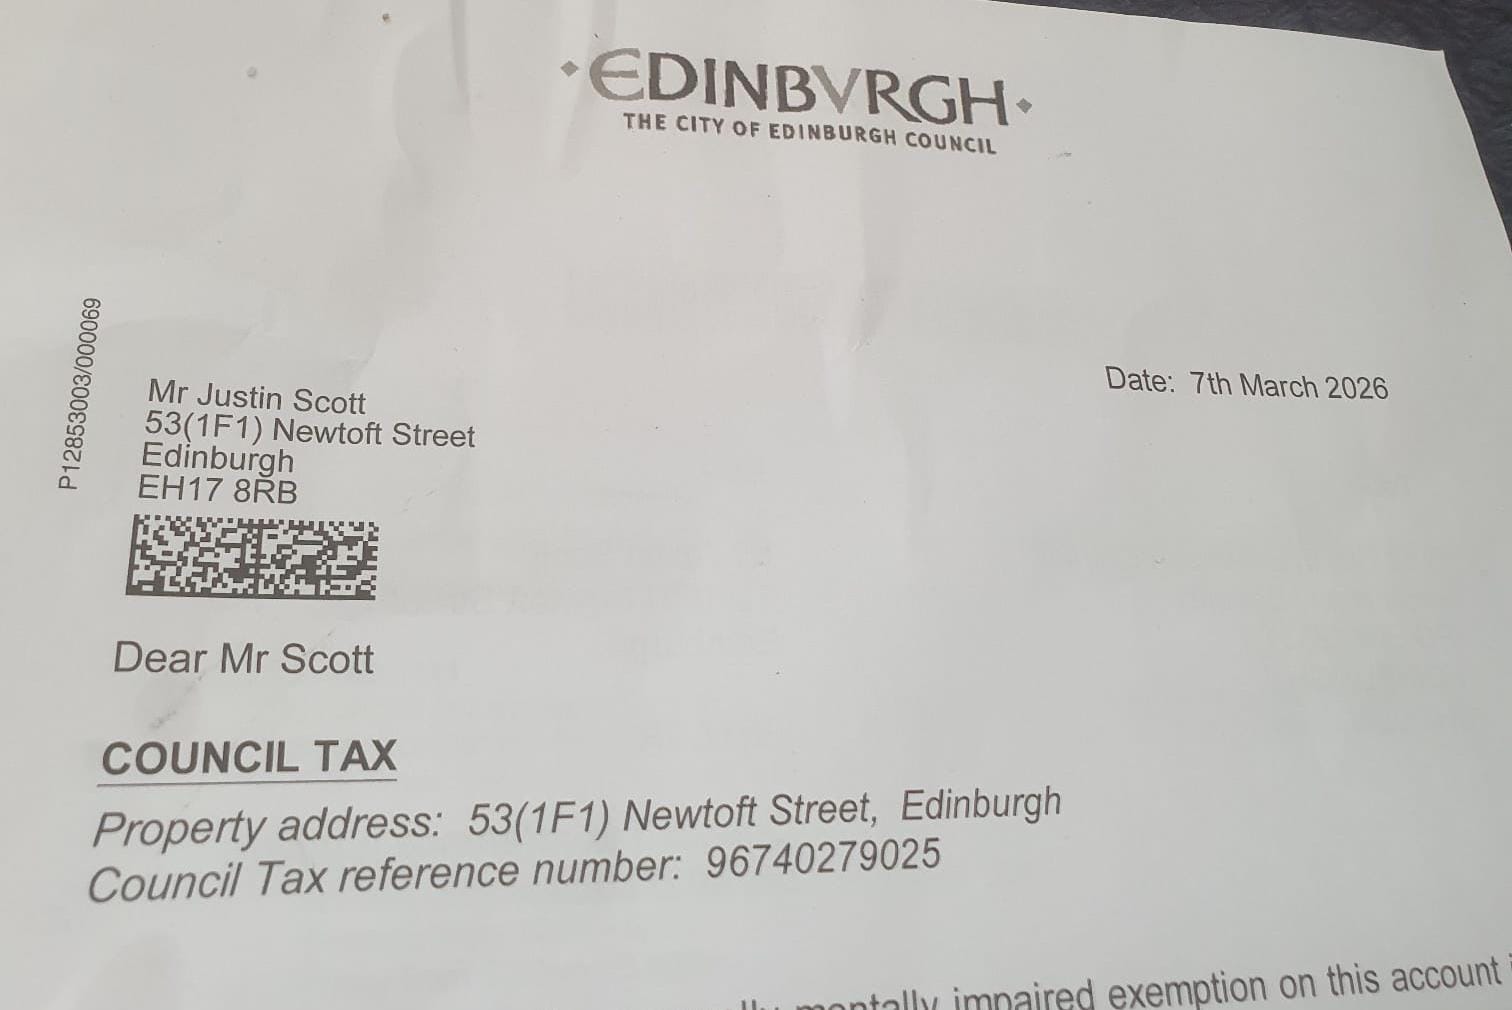 EDINBVRGH
THE CITY OF EDINBURGH COUNCIL
P12853003/000069
Date: 7th March 2026
Mr Justin Scott
53(1F1) Newtoft Street
Edinburgh
EH17 8RB
Dear Mr Scott
COUNCIL TAX
Property address: 53(1F1) Newtoft Street, Edinburgh
Council Tax reference number: 96740279025
mentally impaired exemption on this account